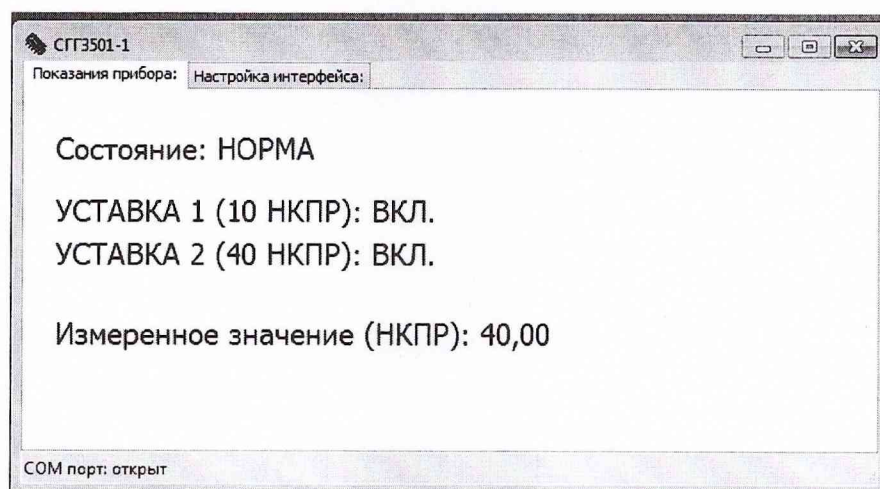 СГГ3501-1
Показания прибора: Настройка интерфейса:
Состояние: НОРМА
УСТАВКА 1 (10 НКПР): ВКЛ.
УСТАВКА 2 (40 НКПР): ВКЛ.
Измеренное значение (НКПР): 40,00
COM порт: открыт